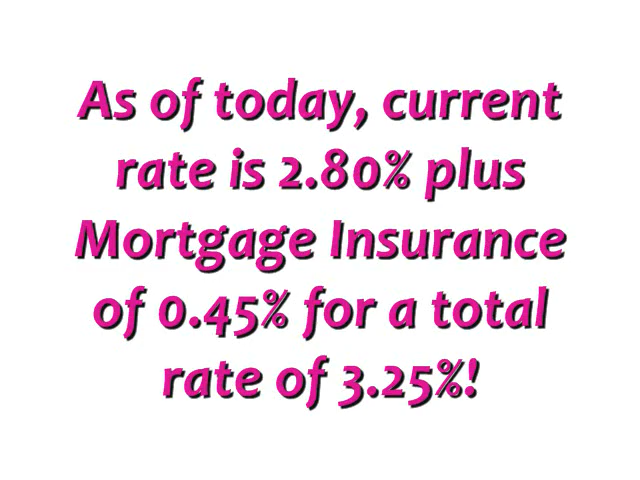 As of today, current
rate is 2.80% plus
Mortgage Insurance
of 0.45% for a total
rate of 3.25%!